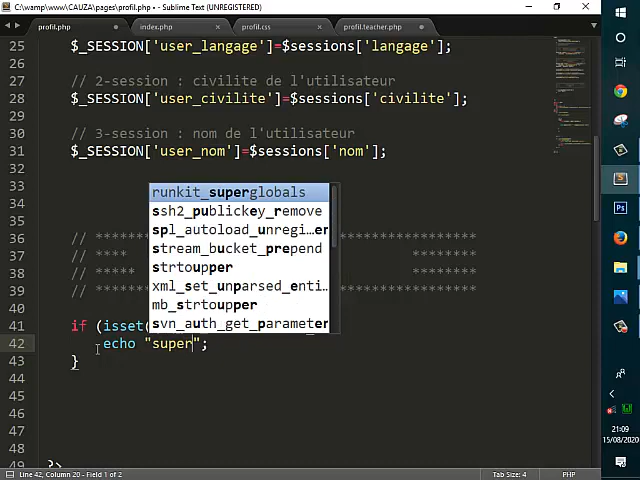 C:\wamp\www\CAUZA\pages\profil.php • - Sublime Text (UNREGISTERED)
profil.php
index.php
profil.css
profil.teacher.php
25 $_SESSION['user_langage']=$sessions['langage'];
26
27 // 2-session : civilite de l'utilisateur
28 $_SESSION['user_civilite']=$sessions['civilite'];
29
30 // 3-session : nom de l'utilisateur
31 $_SESSION['user_nom']=$sessions['nom'];
32
33
runkit_superglobals
34
ssh2_publickey_remove
35
spl_autoload_unregi…er
36 // ******* ****************
stream_bucket_prepend
37 // **** ********
strtoupper
38 // **** ********
xml_set_unparsed_enti…
39 // ******* ****************
mb_strtoupper
40
svn_auth_get_parameter
41 if (isset(
42 echo "super";
43 }
44
45
46
47
48
49 ?>
Line 42, Column 20 - Field 1 of 2
Tab Size: 4
PHP
21:09
15/08/2020